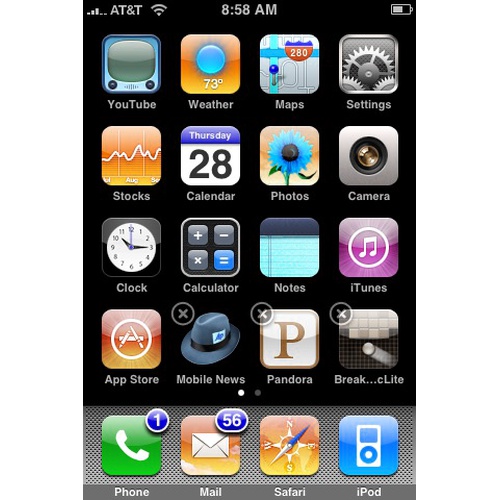 AT&T 8:58 AM
73° 280
YouTube Weather Maps Settings
Thursday
28
Aug
Stocks Calendar Photos Camera
Clock Calculator Notes iTunes
P
App Store Mobile News Pandora Break...cLite
1 56
Phone Mail Safari iPod